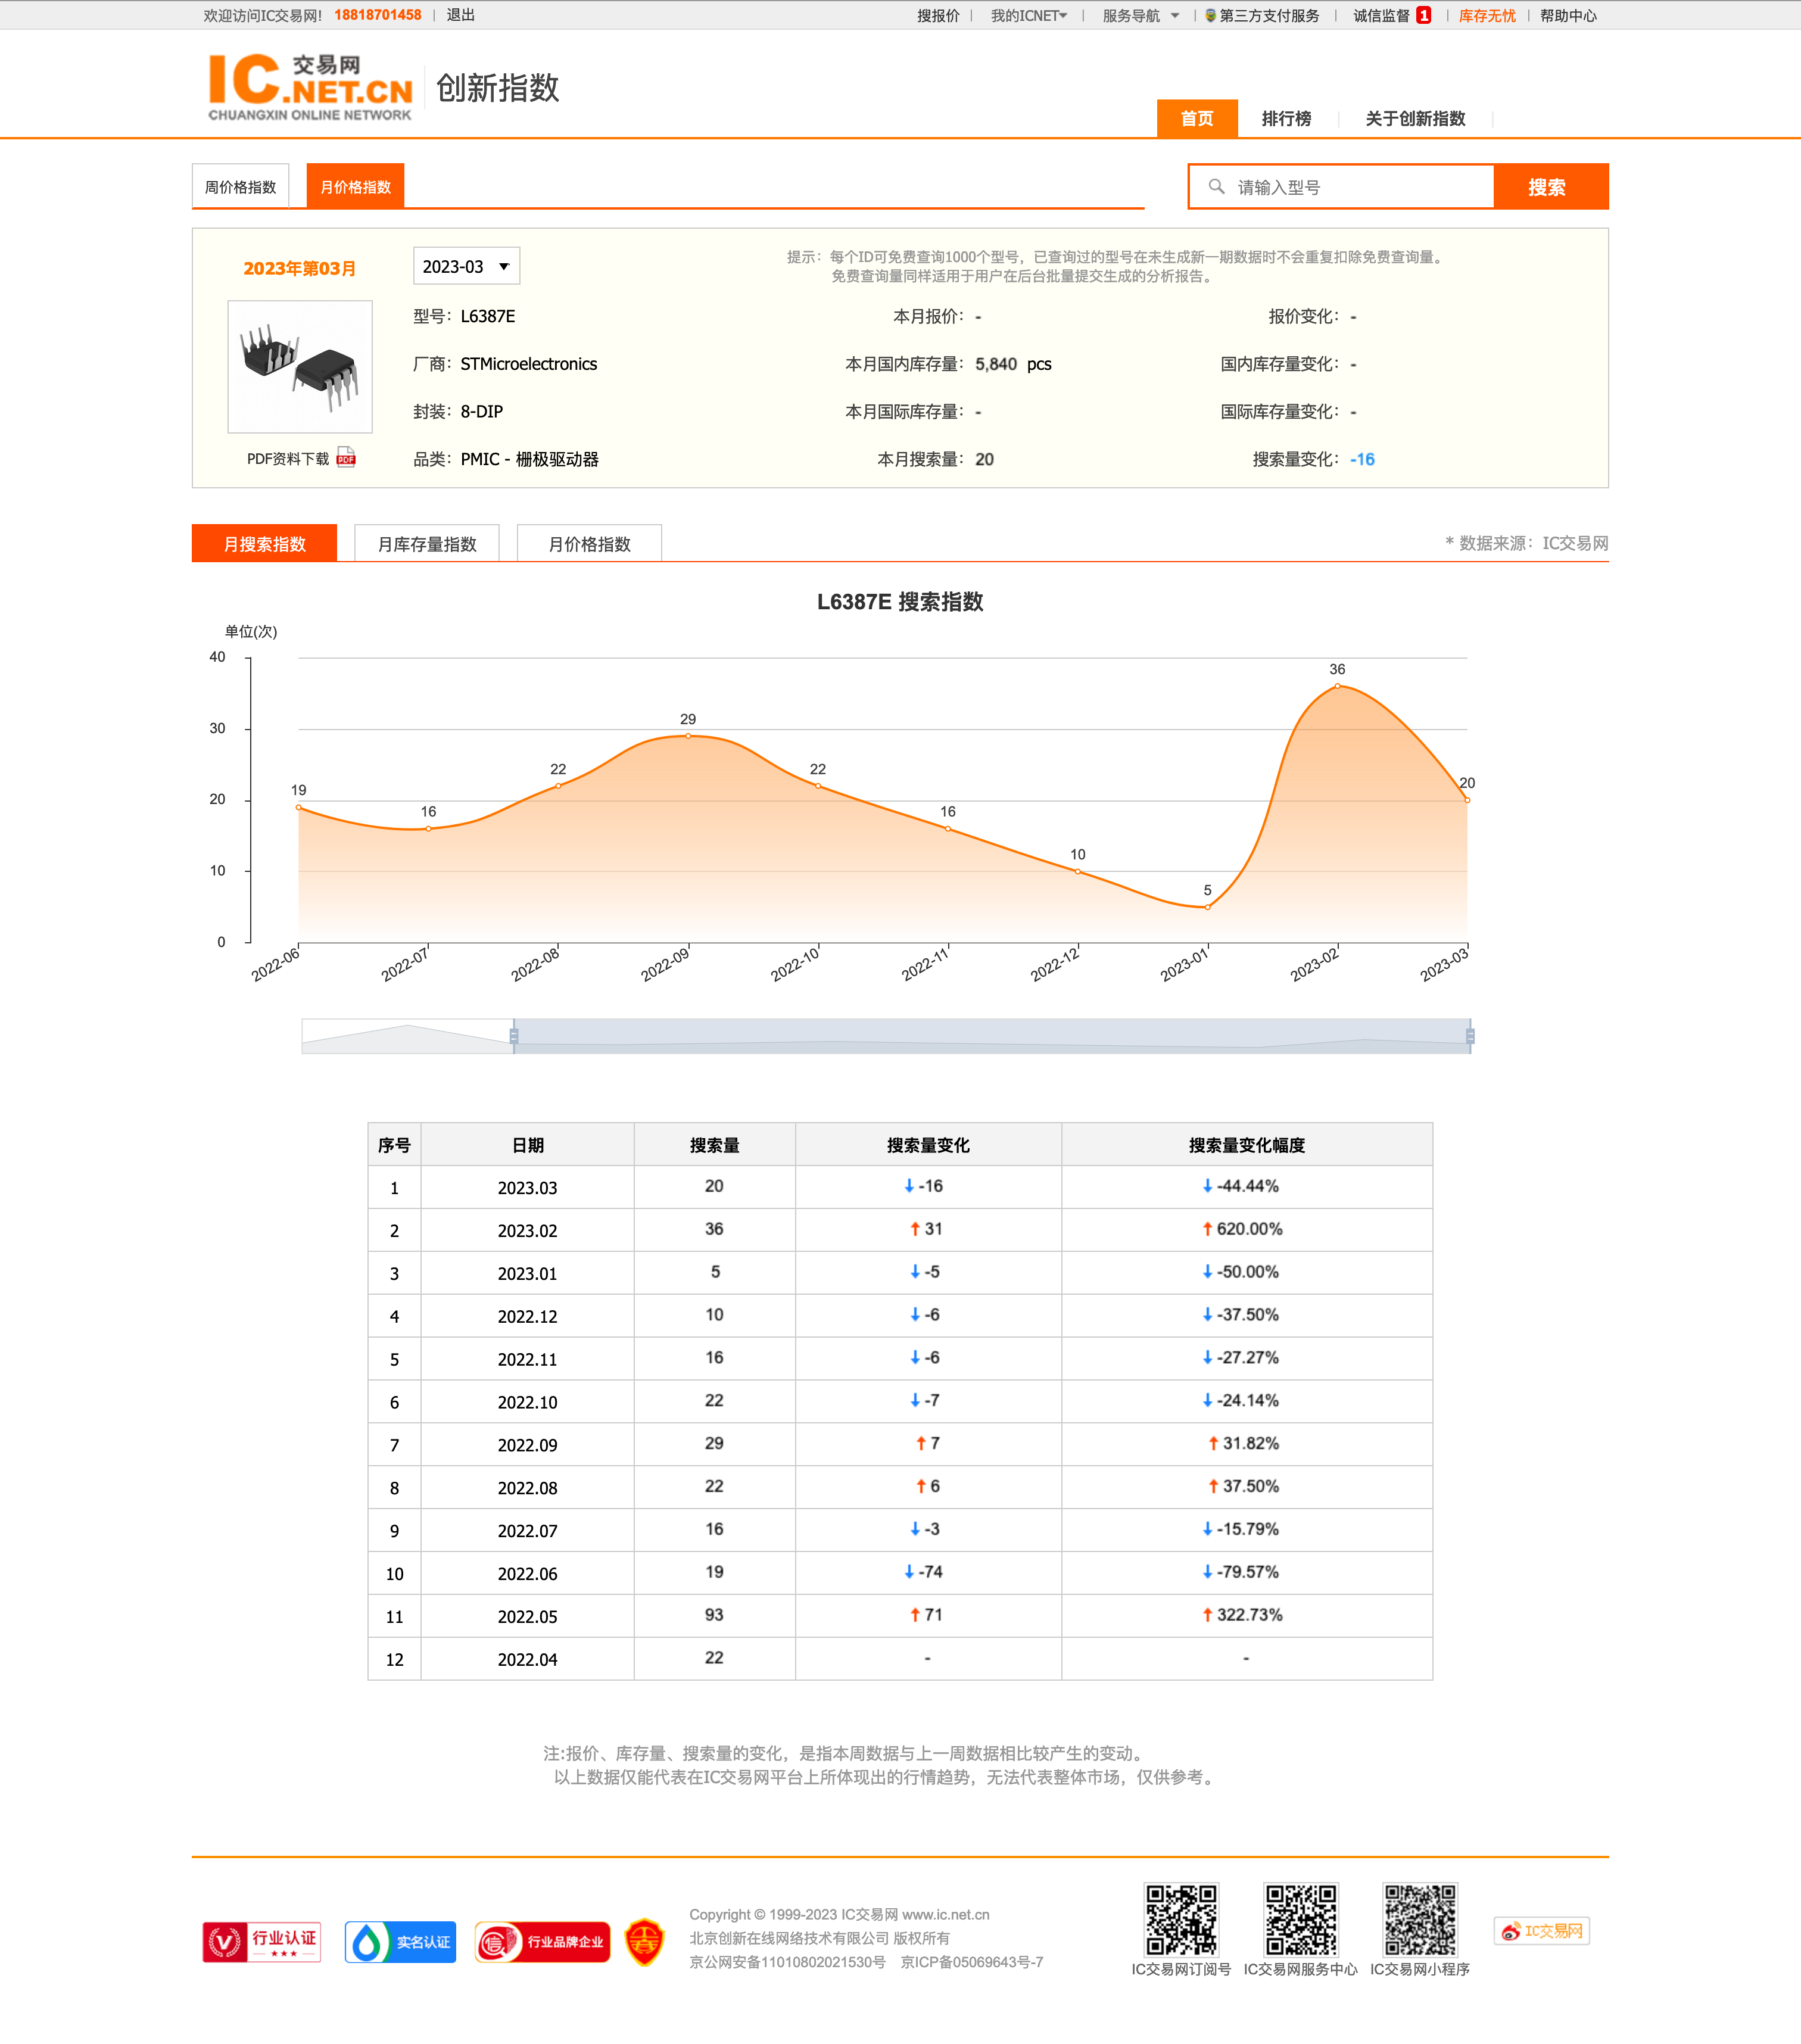 欢迎访问IC交易网! 18818701458 | 退出 搜报价 | 我的ICNET | 服务导航 | 第三方支付服务 | 诚信监督 1 | 库存无忧 | 帮助中心
IC.NET.CN 交易网 CHUANGXIN ONLINE NETWORK 创新指数
首页 排行榜 关于创新指数
周价格指数 月价格指数 请输入型号 搜索
2023年第03月 2023-03 提示：每个ID可免费查询1000个型号，已查询过的型号在未生成新一期数据时不会重复扣除免费查询量。
免费查询量同样适用于用户在后台批量提交生成的分析报告。
型号：L6387E 本月报价：- 报价变化：-
厂商：STMicroelectronics 本月国内库存量：5,840 pcs 国内库存量变化：-
封装：8-DIP 本月国际库存量：- 国际库存量变化：-
PDF资料下载 PDF 品类：PMIC - 栅极驱动器 本月搜索量：20 搜索量变化：-16
月搜索指数 月库存量指数 月价格指数 * 数据来源：IC交易网
L6387E 搜索指数
单位(次)
40
30
20
10
0
19 16 22 29 22 16 10 5 36 20
2022-06 2022-07 2022-08 2022-09 2022-10 2022-11 2022-12 2023-01 2023-02 2023-03
序号 日期 搜索量 搜索量变化 搜索量变化幅度
1 2023.03 20 ↓ -16 ↓ -44.44%
2 2023.02 36 ↑ 31 ↑ 620.00%
3 2023.01 5 ↓ -5 ↓ -50.00%
4 2022.12 10 ↓ -6 ↓ -37.50%
5 2022.11 16 ↓ -6 ↓ -27.27%
6 2022.10 22 ↓ -7 ↓ -24.14%
7 2022.09 29 ↑ 7 ↑ 31.82%
8 2022.08 22 ↑ 6 ↑ 37.50%
9 2022.07 16 ↓ -3 ↓ -15.79%
10 2022.06 19 ↓ -74 ↓ -79.57%
11 2022.05 93 ↑ 71 ↑ 322.73%
12 2022.04 22 - -
注:报价、库存量、搜索量的变化，是指本周数据与上一周数据相比较产生的变动。
以上数据仅能代表在IC交易网平台上所体现出的行情趋势，无法代表整体市场，仅供参考。
行业认证 实名认证 信 行业品牌企业
Copyright © 1999-2023 IC交易网 www.ic.net.cn
北京创新在线网络技术有限公司 版权所有
京公网安备11010802021530号 京ICP备05069643号-7
IC交易网订阅号 IC交易网服务中心 IC交易网小程序 IC交易网